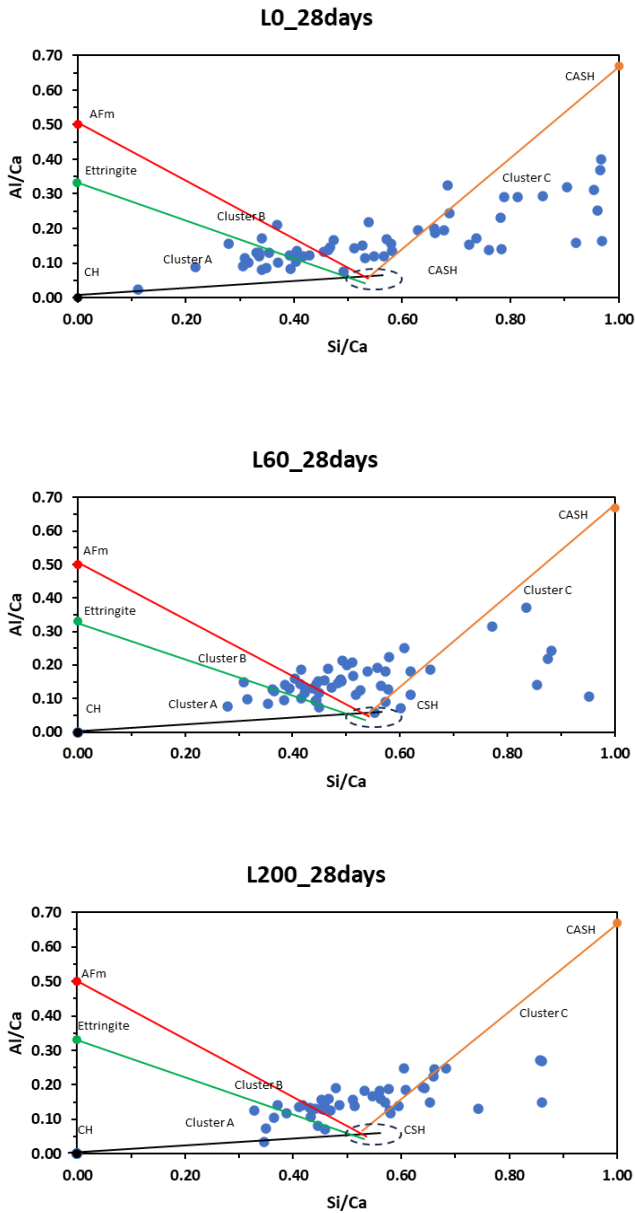 L0_28days
0.70
CASH
0.60
AFm
0.50
Al/Ca
0.40
Ettringite
Cluster C
0.30
Cluster B
0.20
Cluster A
CH
CASH
0.10
0.00
0.00 0.20 0.40 0.60 0.80 1.00
Si/Ca
L60_28days
0.70
CASH
0.60
AFm
0.50
Al/Ca
0.40
Cluster C
Ettringite
0.30
Cluster B
0.20
Cluster A
CSH
CH
0.10
0.00
0.00 0.20 0.40 0.60 0.80 1.00
Si/Ca
L200_28days
0.70
CASH
0.60
AFm
0.50
Al/Ca
0.40
Cluster C
Ettringite
0.30
Cluster B
0.20
Cluster A
CH
CSH
0.10
0.00
0.00 0.20 0.40 0.60 0.80 1.00
Si/Ca